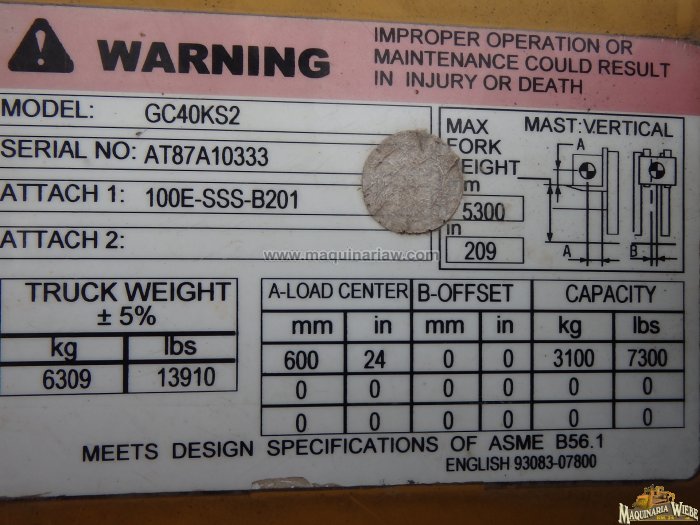 WARNING
IMPROPER OPERATION OR
MAINTENANCE COULD RESULT
IN INJURY OR DEATH
MODEL: GC40KS2
SERIAL NO: AT87A10333
ATTACH 1: 100E-SSS-B201
ATTACH 2:
MAX
FORK
5300
in
209
MAST:VERTICAL
A
A
B
www.maquinariaw.com
TRUCK WEIGHT
± 5%
kg lbs
6309 13910
A-LOAD CENTER B-OFFSET CAPACITY
mm in mm in kg lbs
600 24 0 0 3100 7300
0 0 0 0 0 0
0 0 0 0 0 0
MEETS DESIGN SPECIFICATIONS OF ASME B56.1
ENGLISH 93083-07800
MAQUINARIA WIEBE